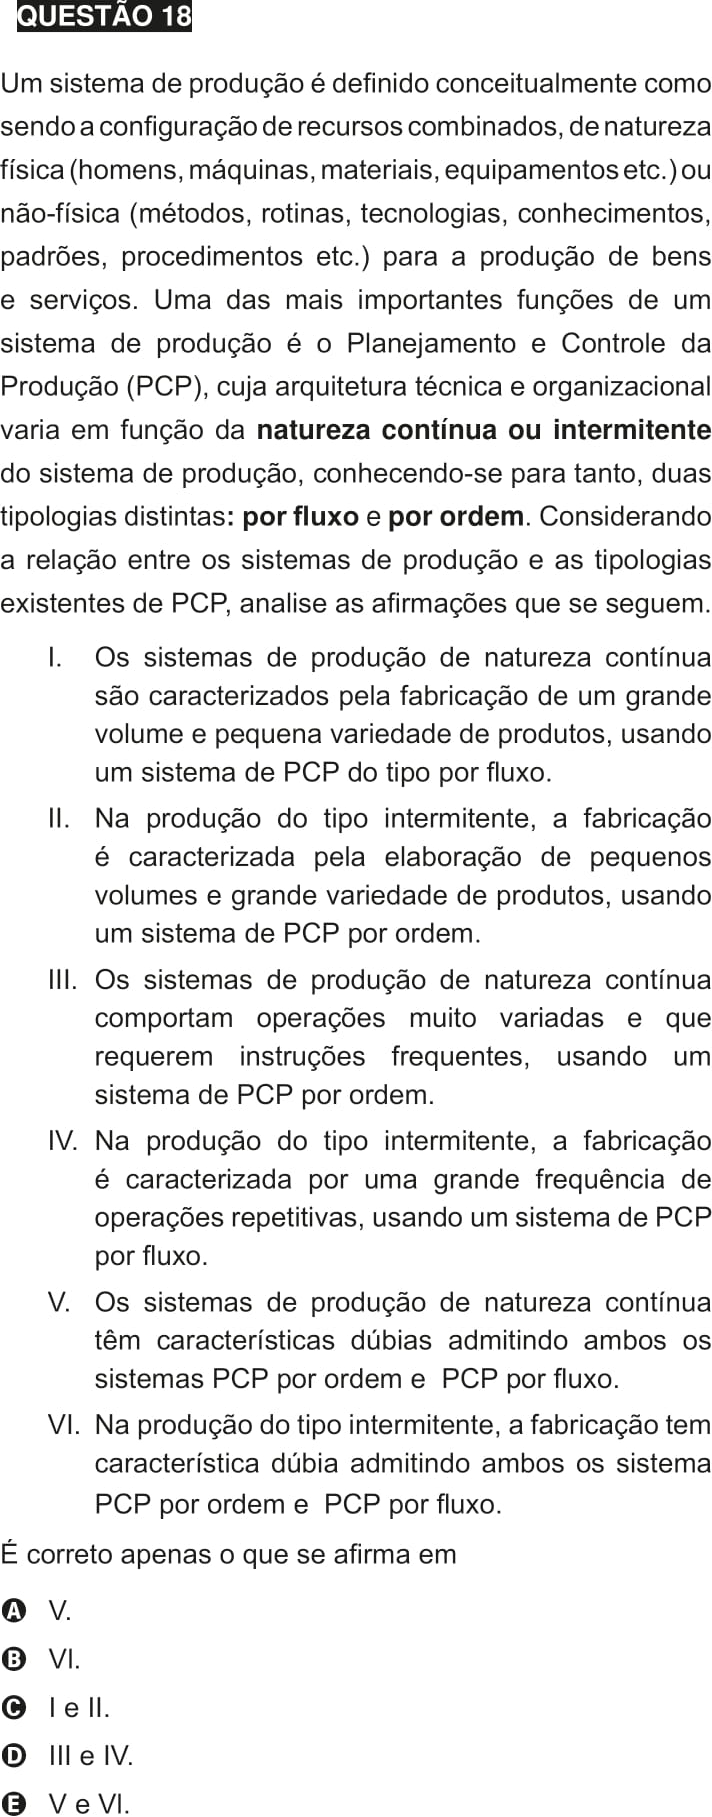 QUESTÃO 18
Um sistema de produção é definido conceitualmente como
sendo a configuração de recursos combinados, de natureza
física (homens, máquinas, materiais, equipamentos etc.) ou
não-física (métodos, rotinas, tecnologias, conhecimentos,
padrões, procedimentos etc.) para a produção de bens
e serviços. Uma das mais importantes funções de um
sistema de produção é o Planejamento e Controle da
Produção (PCP), cuja arquitetura técnica e organizacional
varia em função da natureza contínua ou intermitente
do sistema de produção, conhecendo-se para tanto, duas
tipologias distintas: por fluxo e por ordem. Considerando
a relação entre os sistemas de produção e as tipologias
existentes de PCP, analise as afirmações que se seguem.
I. Os sistemas de produção de natureza contínua
são caracterizados pela fabricação de um grande
volume e pequena variedade de produtos, usando
um sistema de PCP do tipo por fluxo.
II. Na produção do tipo intermitente, a fabricação
é caracterizada pela elaboração de pequenos
volumes e grande variedade de produtos, usando
um sistema de PCP por ordem.
III. Os sistemas de produção de natureza contínua
comportam operações muito variadas e que
requerem instruções frequentes, usando um
sistema de PCP por ordem.
IV. Na produção do tipo intermitente, a fabricação
é caracterizada por uma grande frequência de
operações repetitivas, usando um sistema de PCP
por fluxo.
V. Os sistemas de produção de natureza contínua
têm características dúbias admitindo ambos os
sistemas PCP por ordem e PCP por fluxo.
VI. Na produção do tipo intermitente, a fabricação tem
característica dúbia admitindo ambos os sistema
PCP por ordem e PCP por fluxo.
É correto apenas o que se afirma em
A V.
B VI.
C I e II.
D III e IV.
E V e VI.